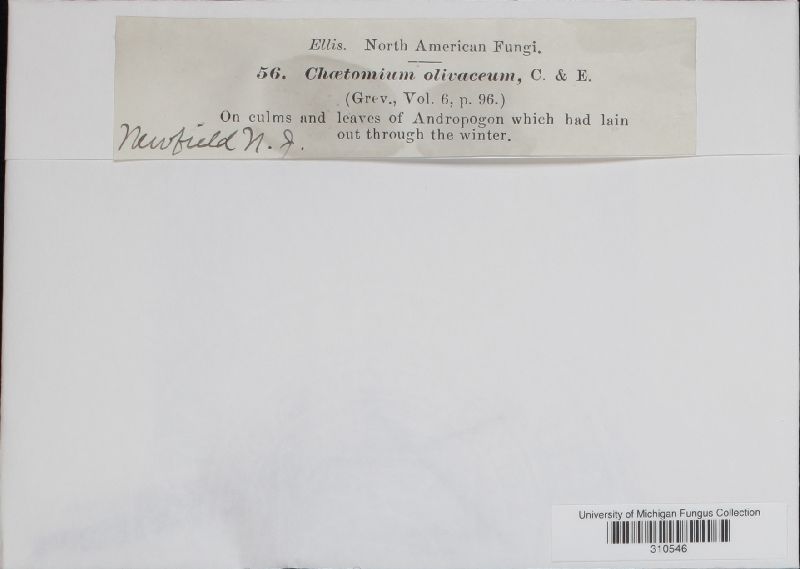 Ellis. North American Fungi.
56. Chætomium olivaceum, C. & E.
(Grev., Vol. 6, p. 96.)
On culms and leaves of Andropogon which had lain
out through the winter.
Newfield N. J.
University of Michigan Fungus Collection
310546